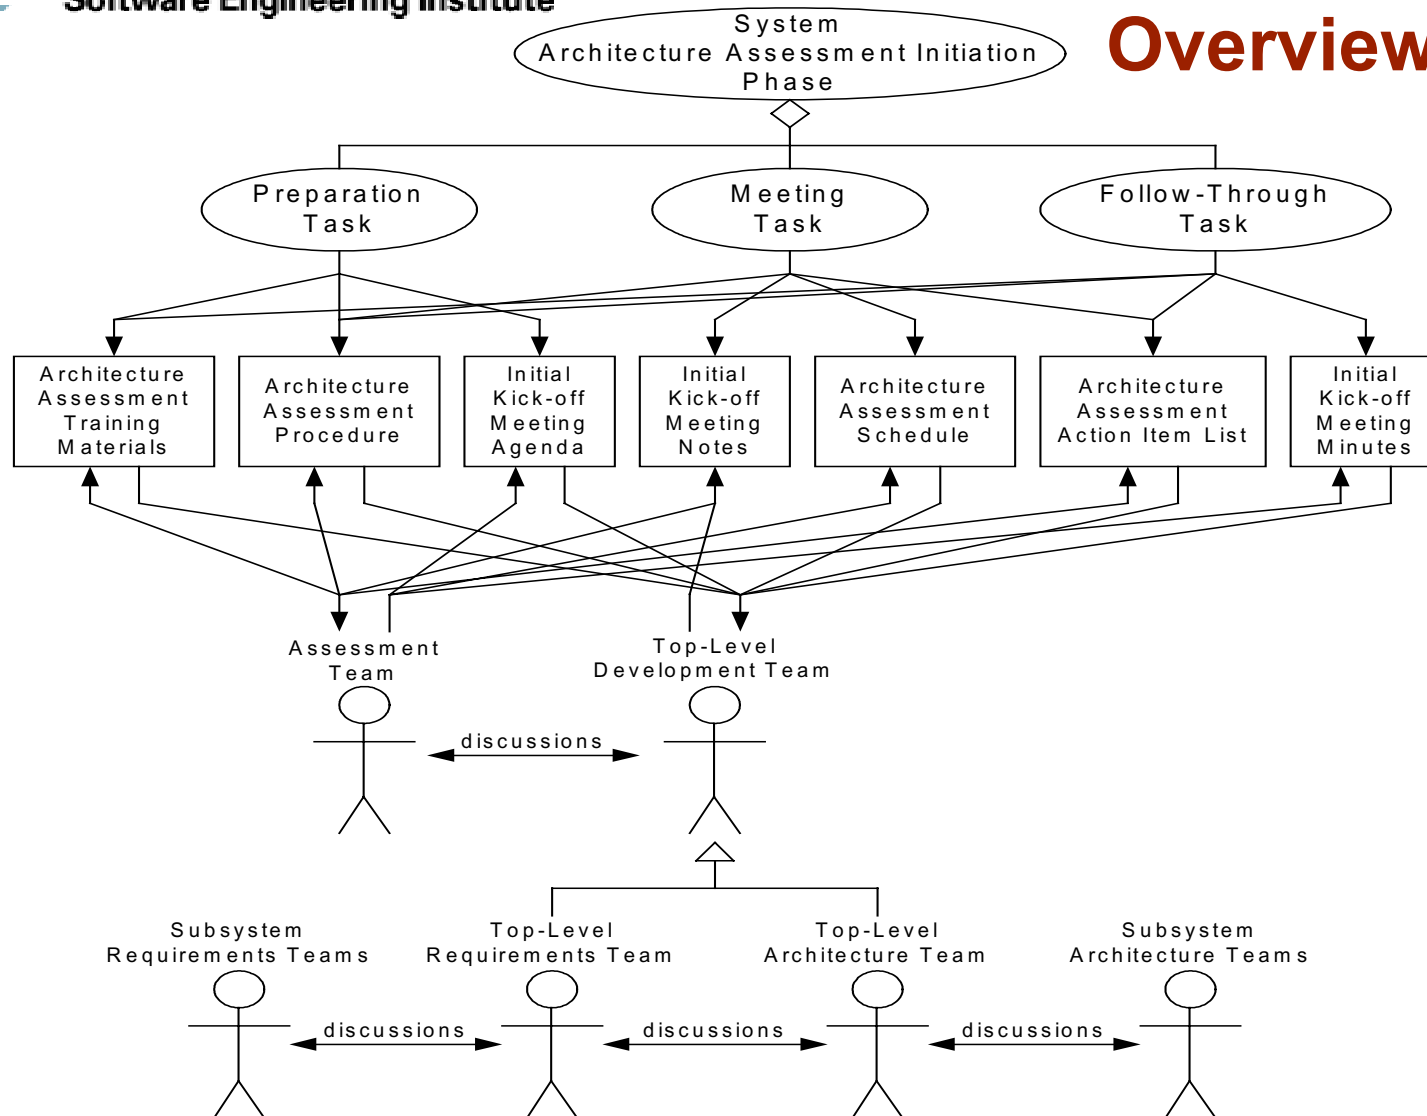 Software Engineering Institute
Overview
System
Architecture Assessment Initiation
Phase
Preparation
Task
Meeting
Task
Follow-Through
Task
Architecture
Assessment
Training
Materials
Architecture
Assessment
Procedure
Initial
Kick-off
Meeting
Agenda
Initial
Kick-off
Meeting
Notes
Architecture
Assessment
Schedule
Architecture
Assessment
Action Item List
Initial
Kick-off
Meeting
Minutes
Assessment
Team
Top-Level
Development Team
discussions
Subsystem
Requirements Teams
Top-Level
Requirements Team
Top-Level
Architecture Team
Subsystem
Architecture Teams
discussions
discussions
discussions